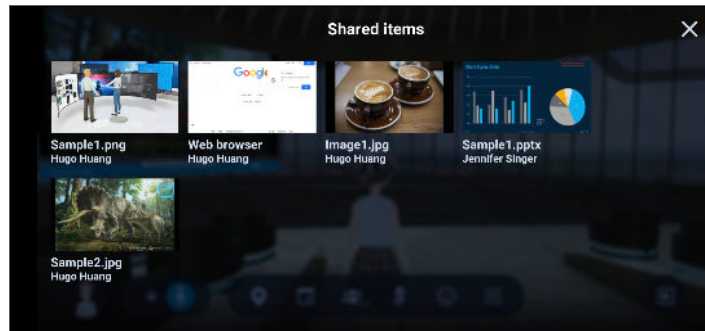 Shared items
Google
Sample1.png
Hugo Huang
Web browser
Hugo Huang
Image1.jpg
Hugo Huang
Sample1.pptx
Jennifer Singer
Sample2.jpg
Hugo Huang